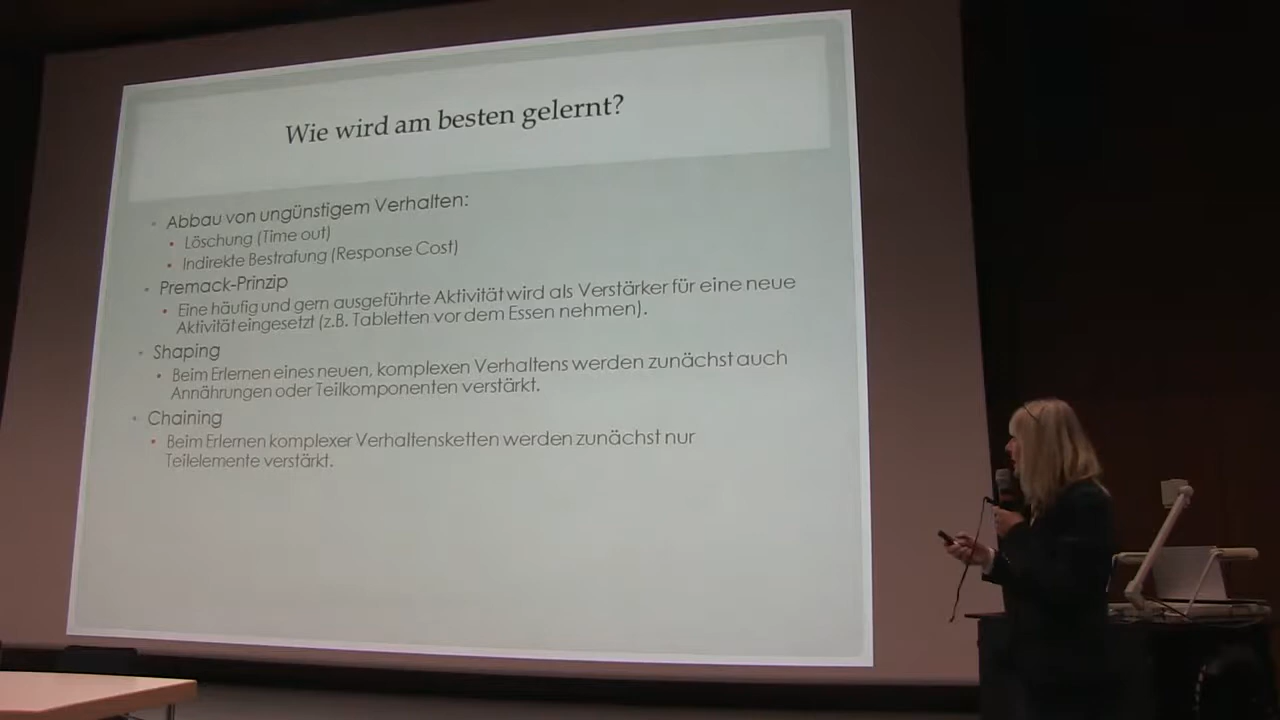 Wie wird am besten gelernt?
• Abbau von ungünstigem Verhalten:
• Löschung (Time out)
• Indirekte Bestrafung (Response Cost)
• Premack-Prinzip
• Eine häufig und gern ausgeführte Aktivität wird als Verstärker für eine neue
Aktivität eingesetzt (z.B. Tabletten vor dem Essen nehmen).
• Shaping
• Beim Erlernen eines neuen, komplexen Verhaltens werden zunächst auch
Annährungen oder Teilkomponenten verstärkt.
• Chaining
• Beim Erlernen komplexer Verhaltensketten werden zunächst nur
Teilelemente verstärkt.